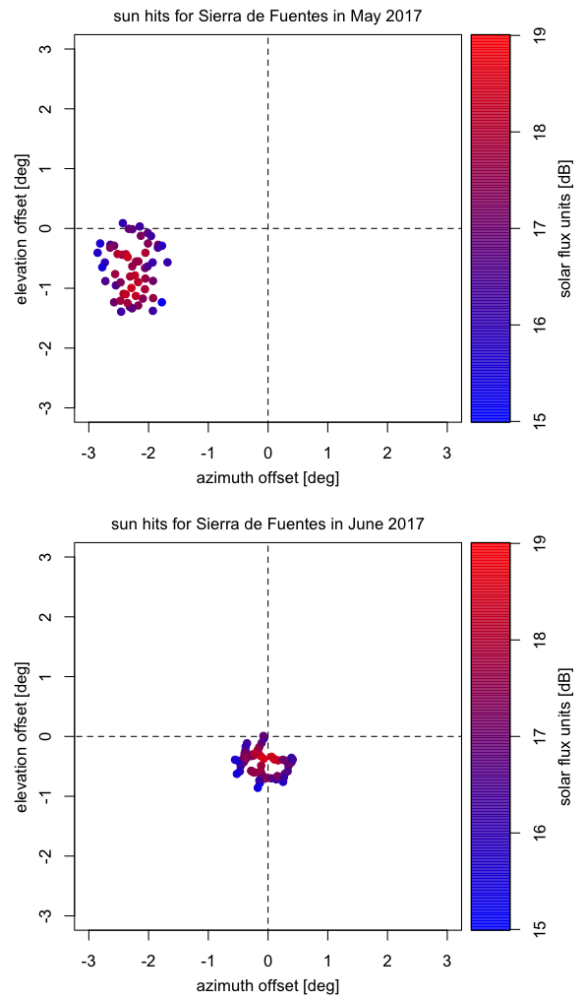 sun hits for Sierra de Fuentes in May 2017
3
2
1
0
-1
-2
-3
elevation offset [deg]
-3 -2 -1 0 1 2 3
azimuth offset [deg]
19
18
17
16
15
solar flux units [dB]
sun hits for Sierra de Fuentes in June 2017
3
2
1
0
-1
-2
-3
elevation offset [deg]
-3 -2 -1 0 1 2 3
azimuth offset [deg]
19
18
17
16
15
solar flux units [dB]